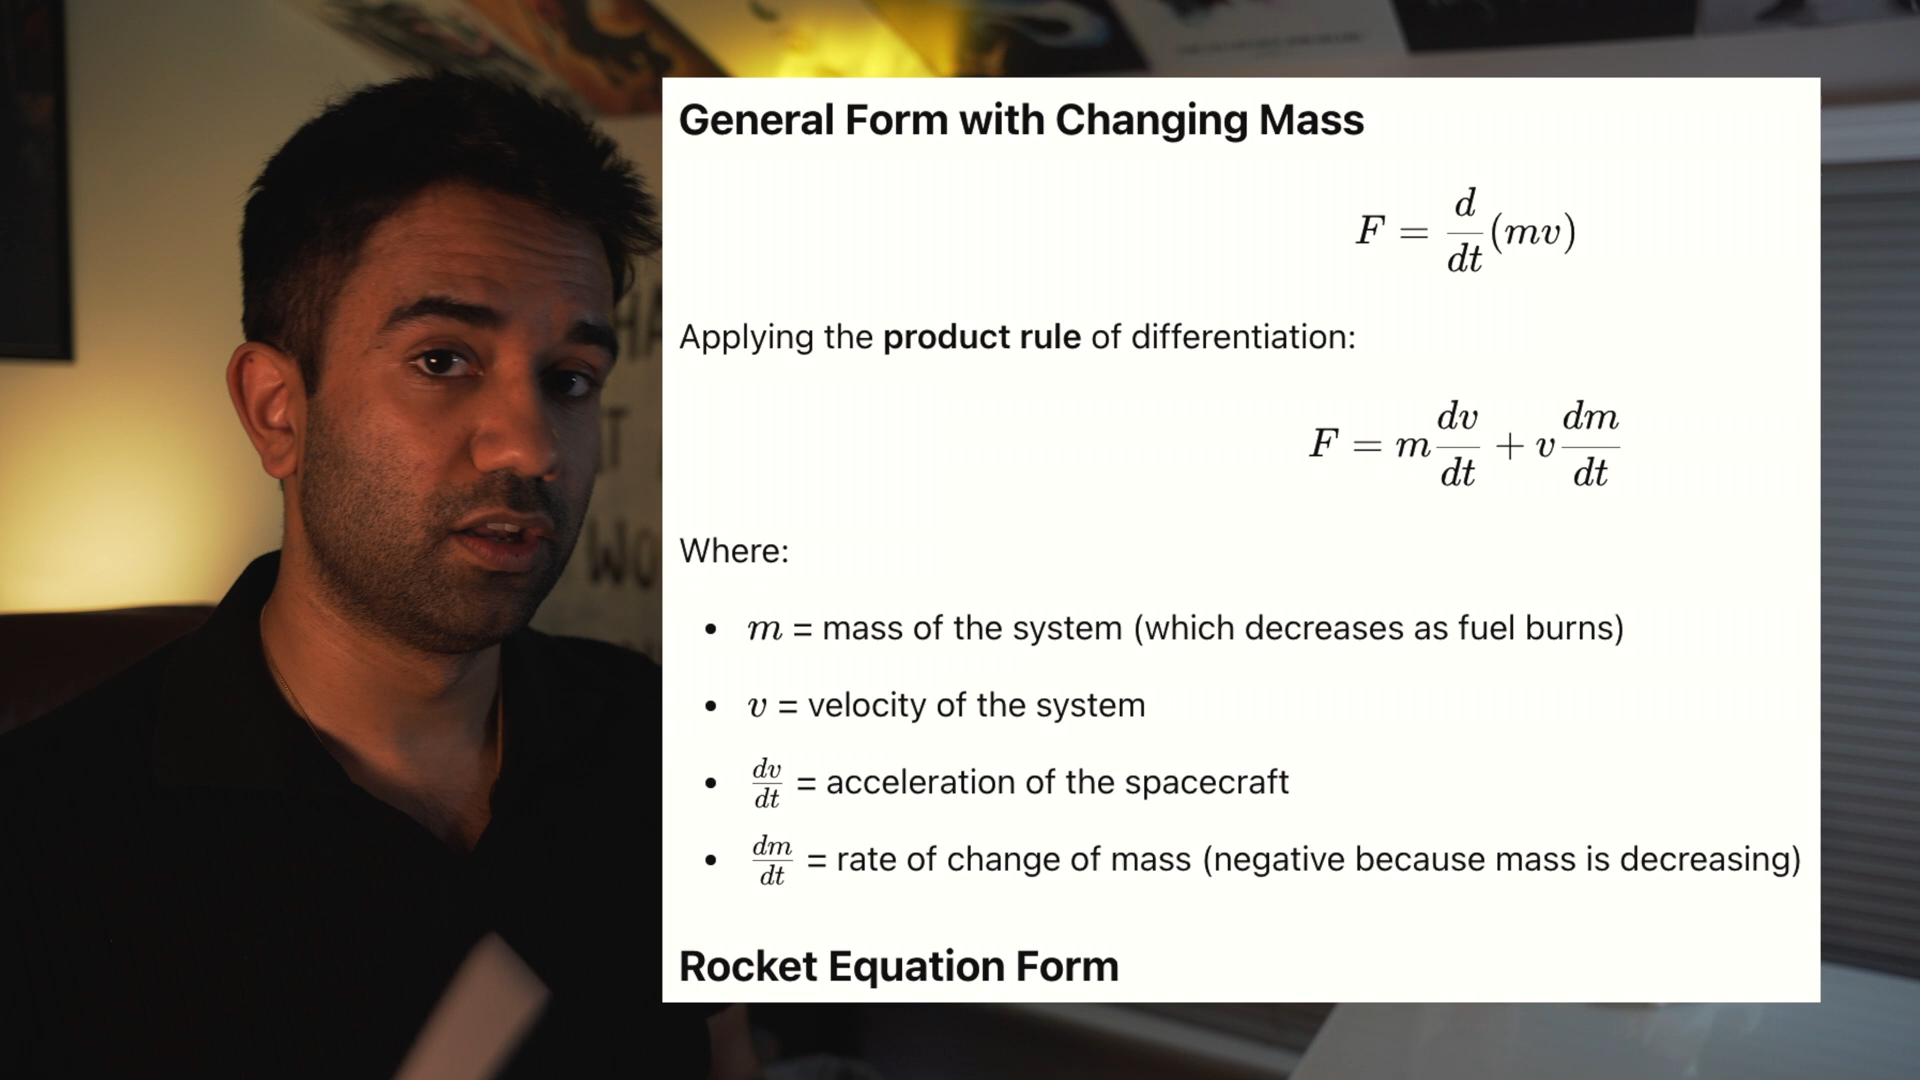 General Form with Changing Mass
F = d/dt (mv)
Applying the product rule of differentiation:
F = m dv/dt + v dm/dt
Where:
• m = mass of the system (which decreases as fuel burns)
• v = velocity of the system
• dv/dt = acceleration of the spacecraft
• dm/dt = rate of change of mass (negative because mass is decreasing)
Rocket Equation Form
IT
WO